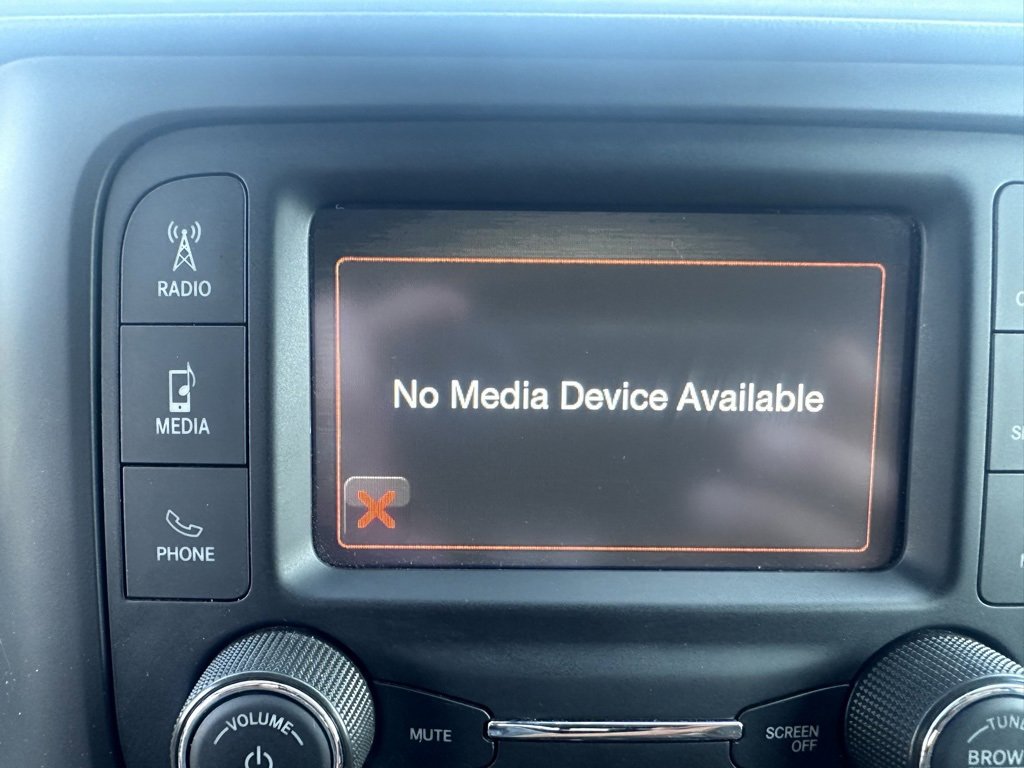 RADIO
MEDIA
PHONE
No Media Device Available
VOLUME
MUTE
SCREEN
OFF